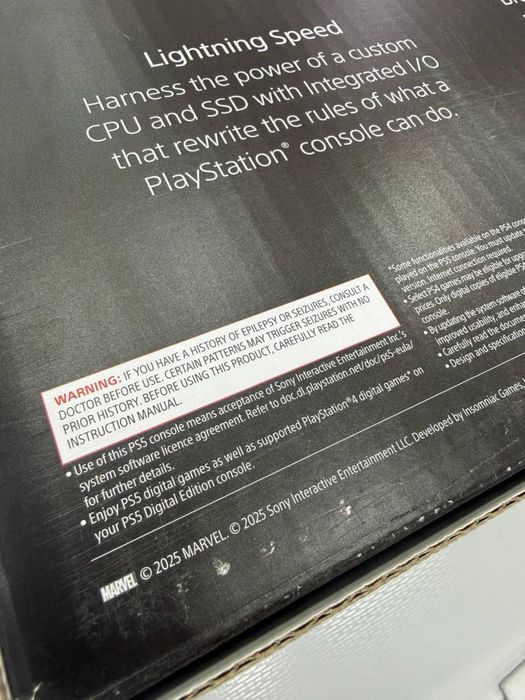 Lightning Speed
Harness the power of a custom
CPU and SSD with Integrated I/O
that rewrite the rules of what a
PlayStation® console can do.
WARNING: IF YOU HAVE A HISTORY OF EPILEPSY OR SEIZURES, CONSULT A
DOCTOR BEFORE USE. CERTAIN PATTERNS MAY TRIGGER SEIZURES WITH NO
PRIOR HISTORY. BEFORE USING THIS PRODUCT, CAREFULLY READ THE
INSTRUCTION MANUAL.
• Use of this PS5 console means acceptance of Sony Interactive Entertainment Inc.'s
system software licence agreement. Refer to doc.dl.playstation.net/doc/ps5-eula/
for further details.
• Enjoy PS5 digital games as well as supported PlayStation®4 digital games* on
your PS5 Digital Edition console.
*Some functionalities available on the PS4
played on the PS5 console. You must update
version. Internet connection required.
• Select PS4 games may be eligible for
prices Only digital copies of eligible
console.
• By updating the system software
improved usability, and
• Carefully read the
• Design and
MARVEL © 2025 MARVEL. © 2025 Sony Interactive Entertainment LLC. Developed by Insomniac Games